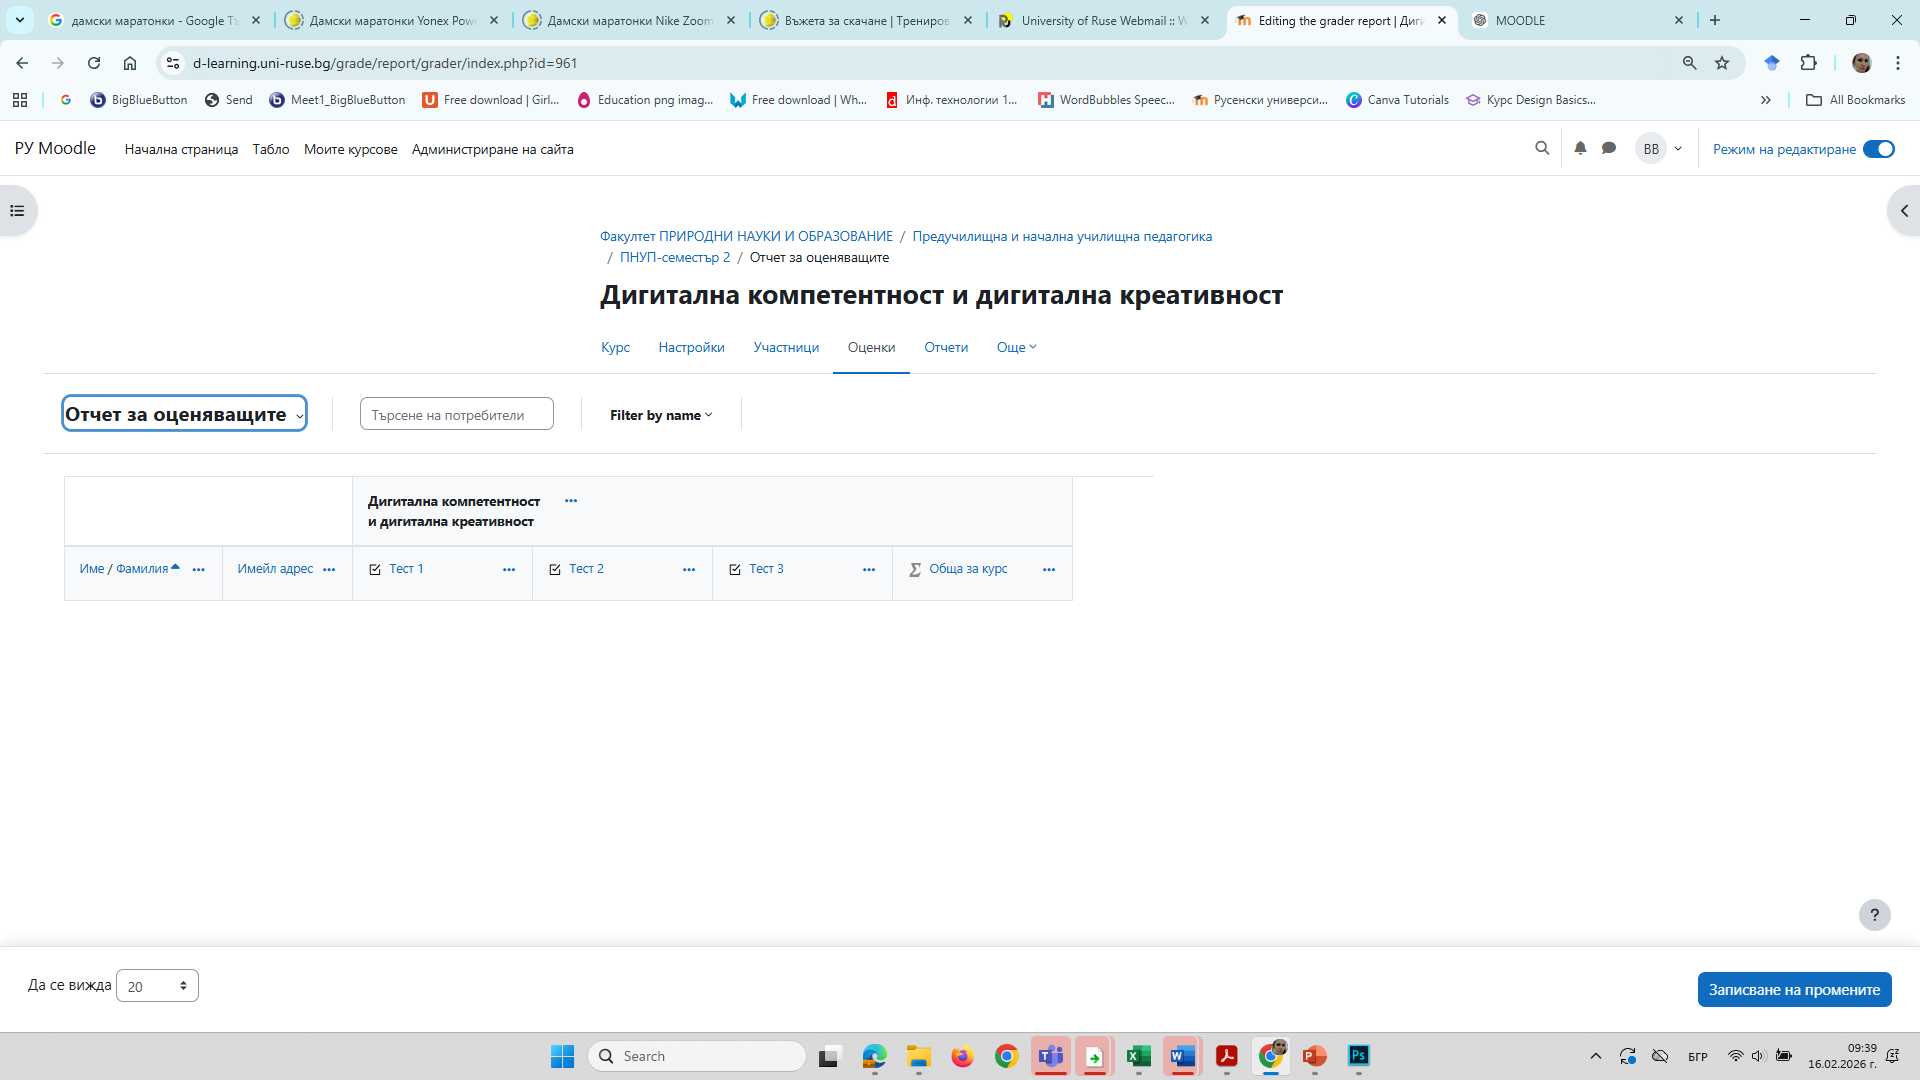 дамски маратонки - Google Тъ
Дамски маратонки Yonex Powe
Дамски маратонки Nike Zoom
Въжета за скачане | Трениров
University of Ruse Webmail :: W
Editing the grader report | Диги
MOODLE
d-learning.uni-ruse.bg/grade/report/grader/index.php?id=961
BigBlueButton
Send
Meet1_BigBlueButton
Free download | Girl...
Education png imag...
Free download | Wh...
Инф. технологии 1...
WordBubbles Speec...
Русенски универси...
Canva Tutorials
Курс Design Basics...
All Bookmarks
РУ Moodle
Начална страница
Табло
Моите курсове
Администриране на сайта
ВВ
Режим на редактиране
Факултет ПРИРОДНИ НАУКИ И ОБРАЗОВАНИЕ / Предучилищна и начална училищна педагогика
/ ПНУП-семестър 2 / Отчет за оценяващите
Дигитална компетентност и дигитална креативност
Курс
Настройки
Участници
Оценки
Отчети
Още
Отчет за оценяващите
Търсене на потребители
Filter by name
Дигитална компетентност
и дигитална креативност
Име / Фамилия
Имейл адрес
Тест 1
Тест 2
Тест 3
Обща за курс
?
Да се вижда
20
Записване на промените
Search
БГР
09:39
16.02.2026 г.